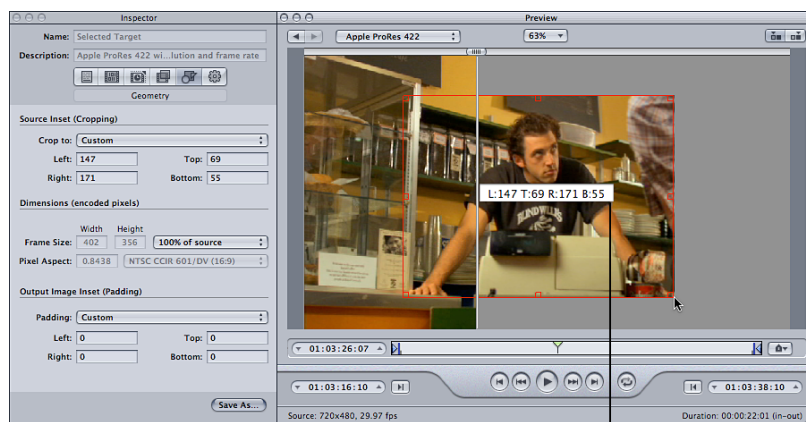 Inspector
Name: Selected Target
Description: Apple ProRes 422 wi...lution and frame rate
Geometry
Source Inset (Cropping)
Crop to: Custom
Left: 147 Top: 69
Right: 171 Bottom: 55
Dimensions (encoded pixels)
Width Height
Frame Size: 402 356 100% of source
Pixel Aspect: 0.8438 NTSC CCIR 601/DV (16:9)
Output Image Inset (Padding)
Padding: Custom
Left: 0 Top: 0
Right: 0 Bottom: 0
Save As...
Preview
Apple ProRes 422 63%
L:147 T:69 R:171 B:55
BLIND WILLIE'S
01:03:26:07
01:03:16:10 01:03:38:10
Source: 720x480, 29.97 fps Duration: 00:00:22:01 (in-out)